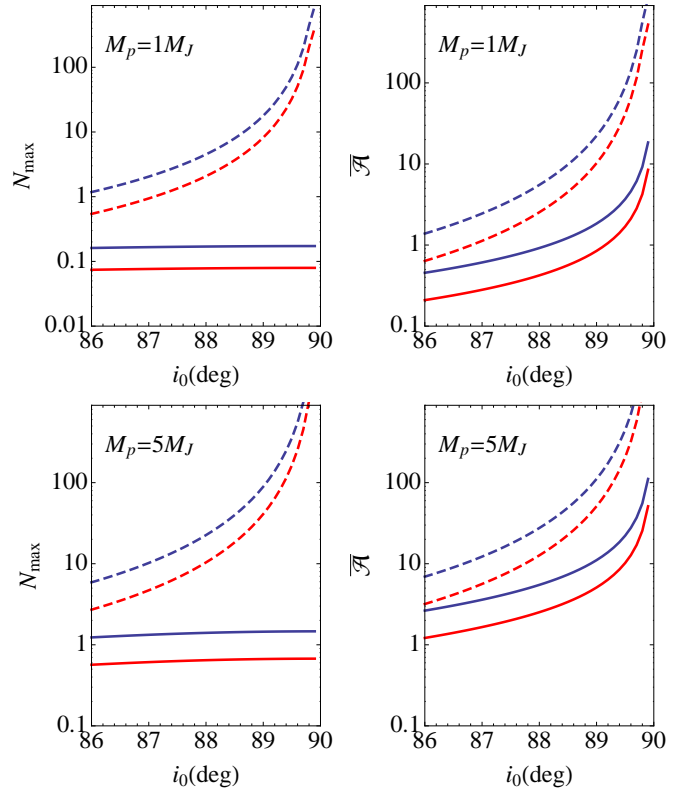 M_p=1M_J
100
10
1
0.1
0.01
N_max
86 87 88 89 90
i_0(deg)
M_p=1M_J
100
10
1
0.1
𝒜̅
86 87 88 89 90
i_0(deg)
M_p=5M_J
100
10
1
0.1
N_max
86 87 88 89 90
i_0(deg)
M_p=5M_J
100
10
1
0.1
𝒜̅
86 87 88 89 90
i_0(deg)